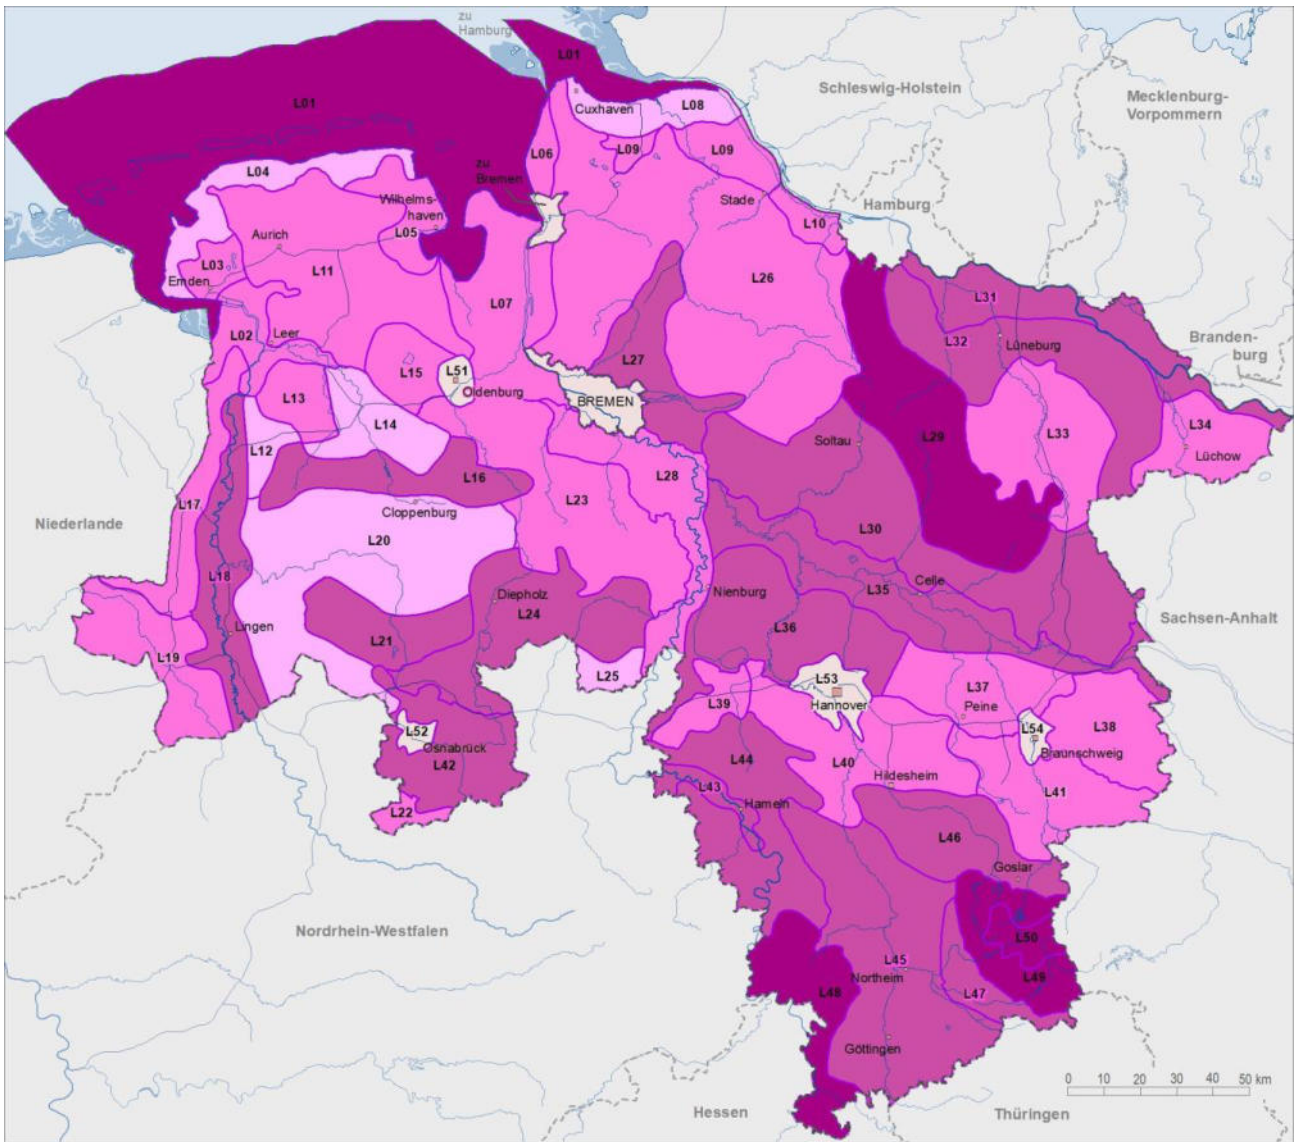 zu
Hamburg
L01
L01
Schleswig-Holstein
Mecklenburg-
Vorpommern
Cuxhaven
L08
L09
L09
L06
zu
Bremen
L04
Wilhelms-
haven
Stade
Hamburg
L10
L05
Aurich
L03
Emden
L11
L26
L07
L31
L02
Leer
L32
Lüneburg
Branden-
burg
L27
L15
L51
Oldenburg
BREMEN
L13
L14
L12
Soltau
L29
L33
L34
Lüchow
L16
L28
L17
Cloppenburg
L23
Niederlande
L20
L30
L18
Diepholz
L24
Nienburg
Celle
L35
Sachsen-Anhalt
Lingen
L21
L36
L19
L25
L53
Hannover
L37
Peine
L39
L52
Osnabrück
L42
L54
Braunschweig
L38
L44
L40
Hildesheim
L41
L43
Hameln
L22
L46
Goslar
Nordrhein-Westfalen
L50
L45
Northeim
L49
L47
L48
Göttingen
0 10 20 30 40 50 km
Hessen
Thüringen